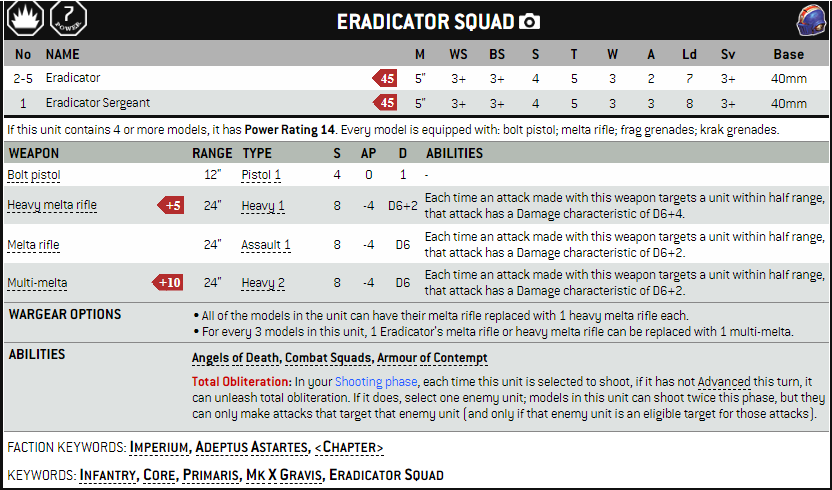 7
POWER
ERADICATOR SQUAD
No NAME M WS BS S T W A Ld Sv Base
2-5 Eradicator 45 5" 3+ 3+ 4 5 3 2 7 3+ 40mm
1 Eradicator Sergeant 45 5" 3+ 3+ 4 5 3 3 8 3+ 40mm
If this unit contains 4 or more models, it has Power Rating 14. Every model is equipped with: bolt pistol; melta rifle; frag grenades; krak grenades.
WEAPON RANGE TYPE S AP D ABILITIES
Bolt pistol 12" Pistol 1 4 0 1 -
Heavy melta rifle +5 24" Heavy 1 8 -4 D6+2 Each time an attack made with this weapon targets a unit within half range,
that attack has a Damage characteristic of D6+4.
Melta rifle 24" Assault 1 8 -4 D6 Each time an attack made with this weapon targets a unit within half range,
that attack has a Damage characteristic of D6+2.
Multi-melta +10 24" Heavy 2 8 -4 D6 Each time an attack made with this weapon targets a unit within half range,
that attack has a Damage characteristic of D6+2.
WARGEAR OPTIONS • All of the models in the unit can have their melta rifle replaced with 1 heavy melta rifle each.
• For every 3 models in this unit, 1 Eradicator's melta rifle or heavy melta rifle can be replaced with 1 multi-melta.
ABILITIES Angels of Death, Combat Squads, Armour of Contempt
Total Obliteration: In your Shooting phase, each time this unit is selected to shoot, if it has not Advanced this turn, it
can unleash total obliteration. If it does, select one enemy unit; models in this unit can shoot twice this phase, but they
can only make attacks that target that enemy unit (and only if that enemy unit is an eligible target for those attacks).
FACTION KEYWORDS: IMPERIUM, ADEPTUS ASTARTES, <CHAPTER>
KEYWORDS: INFANTRY, CORE, PRIMARIS, MK X GRAVIS, ERADICATOR SQUAD